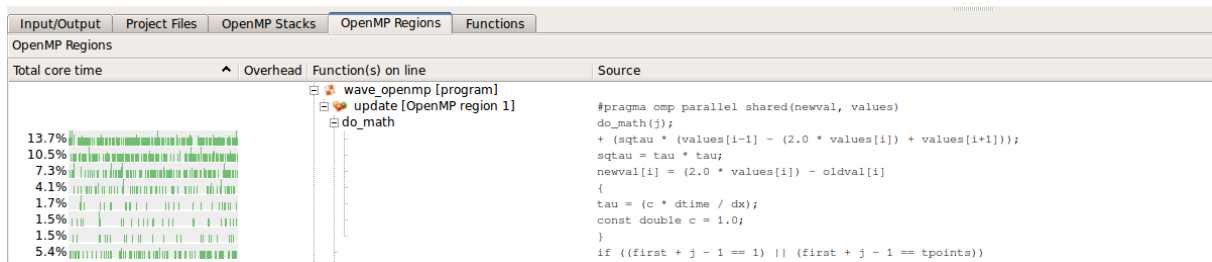 Input/Output Project Files OpenMP Stacks OpenMP Regions Functions
OpenMP Regions
Total core time Overhead Function(s) on line Source
wave_openmp [program]
update [OpenMP region 1] #pragma omp parallel shared(newval, values)
do_math do_math(j);
13.7% + (sqtau * (values[i-1] - (2.0 * values[i]) + values[i+1]));
10.5% sqtau = tau * tau;
7.3% newval[i] = (2.0 * values[i]) - oldval[i]
4.1% {
1.7% tau = (c * dtime / dx);
1.5% const double c = 1.0;
1.5% }
5.4% if ((first + j - 1 == 1) || (first + j - 1 == tpoints))